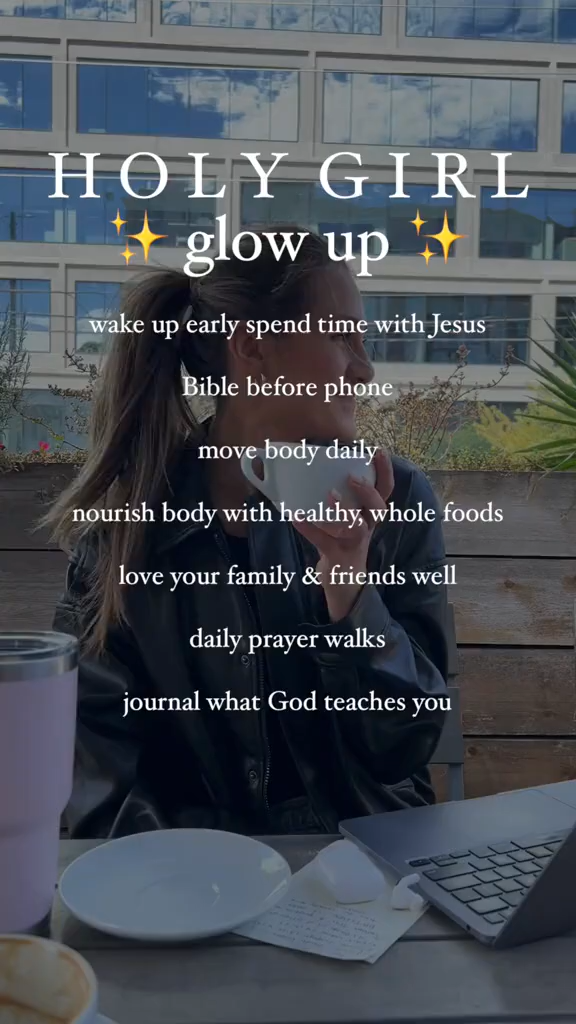 HOLY GIRL
✨ glow up ✨
wake up early spend time with Jesus
Bible before phone
move body daily
nourish body with healthy, whole foods
love your family & friends well
daily prayer walks
journal what God teaches you